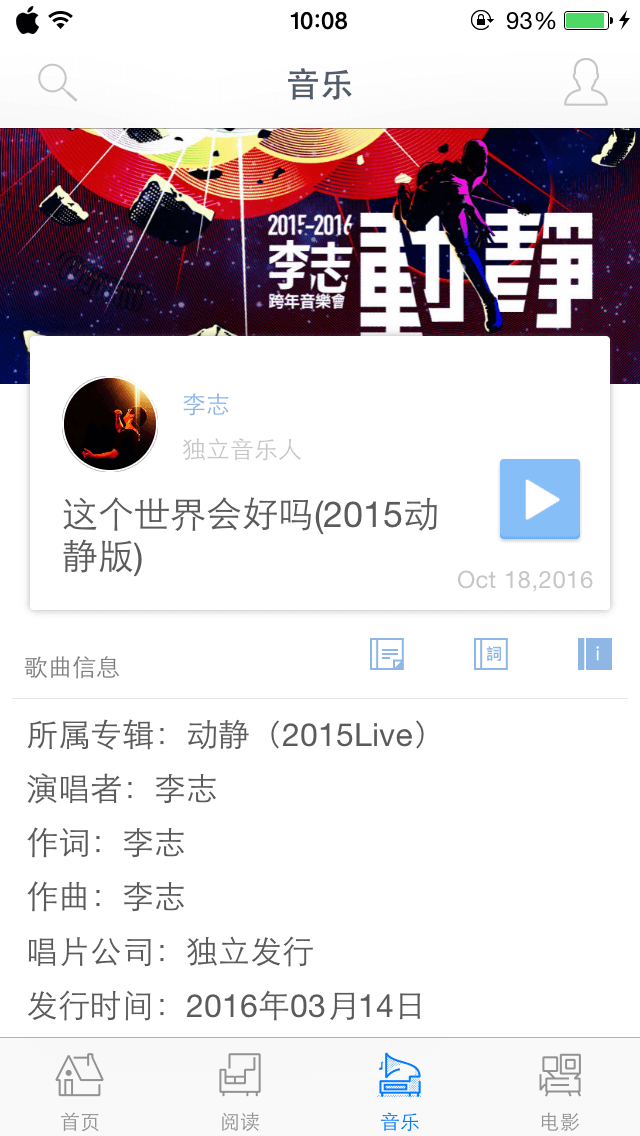 10:08
93%
音乐
2015-2016
李志
跨年音樂會
動靜
李志
独立音乐人
这个世界会好吗(2015动
静版)
Oct 18,2016
歌曲信息
詞
i
所属专辑：动静（2015Live）
演唱者：李志
作词：李志
作曲：李志
唱片公司：独立发行
发行时间：2016年03月14日
首页
阅读
音乐
电影